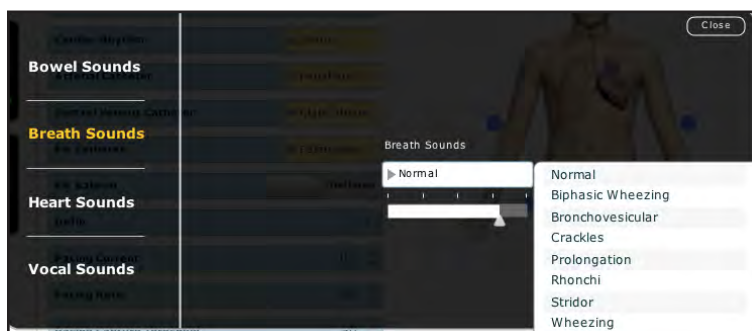 Close
Bowel Sounds
Breath Sounds
Heart Sounds
Vocal Sounds
Breath Sounds
Normal
Normal
Biphasic Wheezing
Bronchovesicular
Crackles
Prolongation
Rhonchi
Stridor
Wheezing